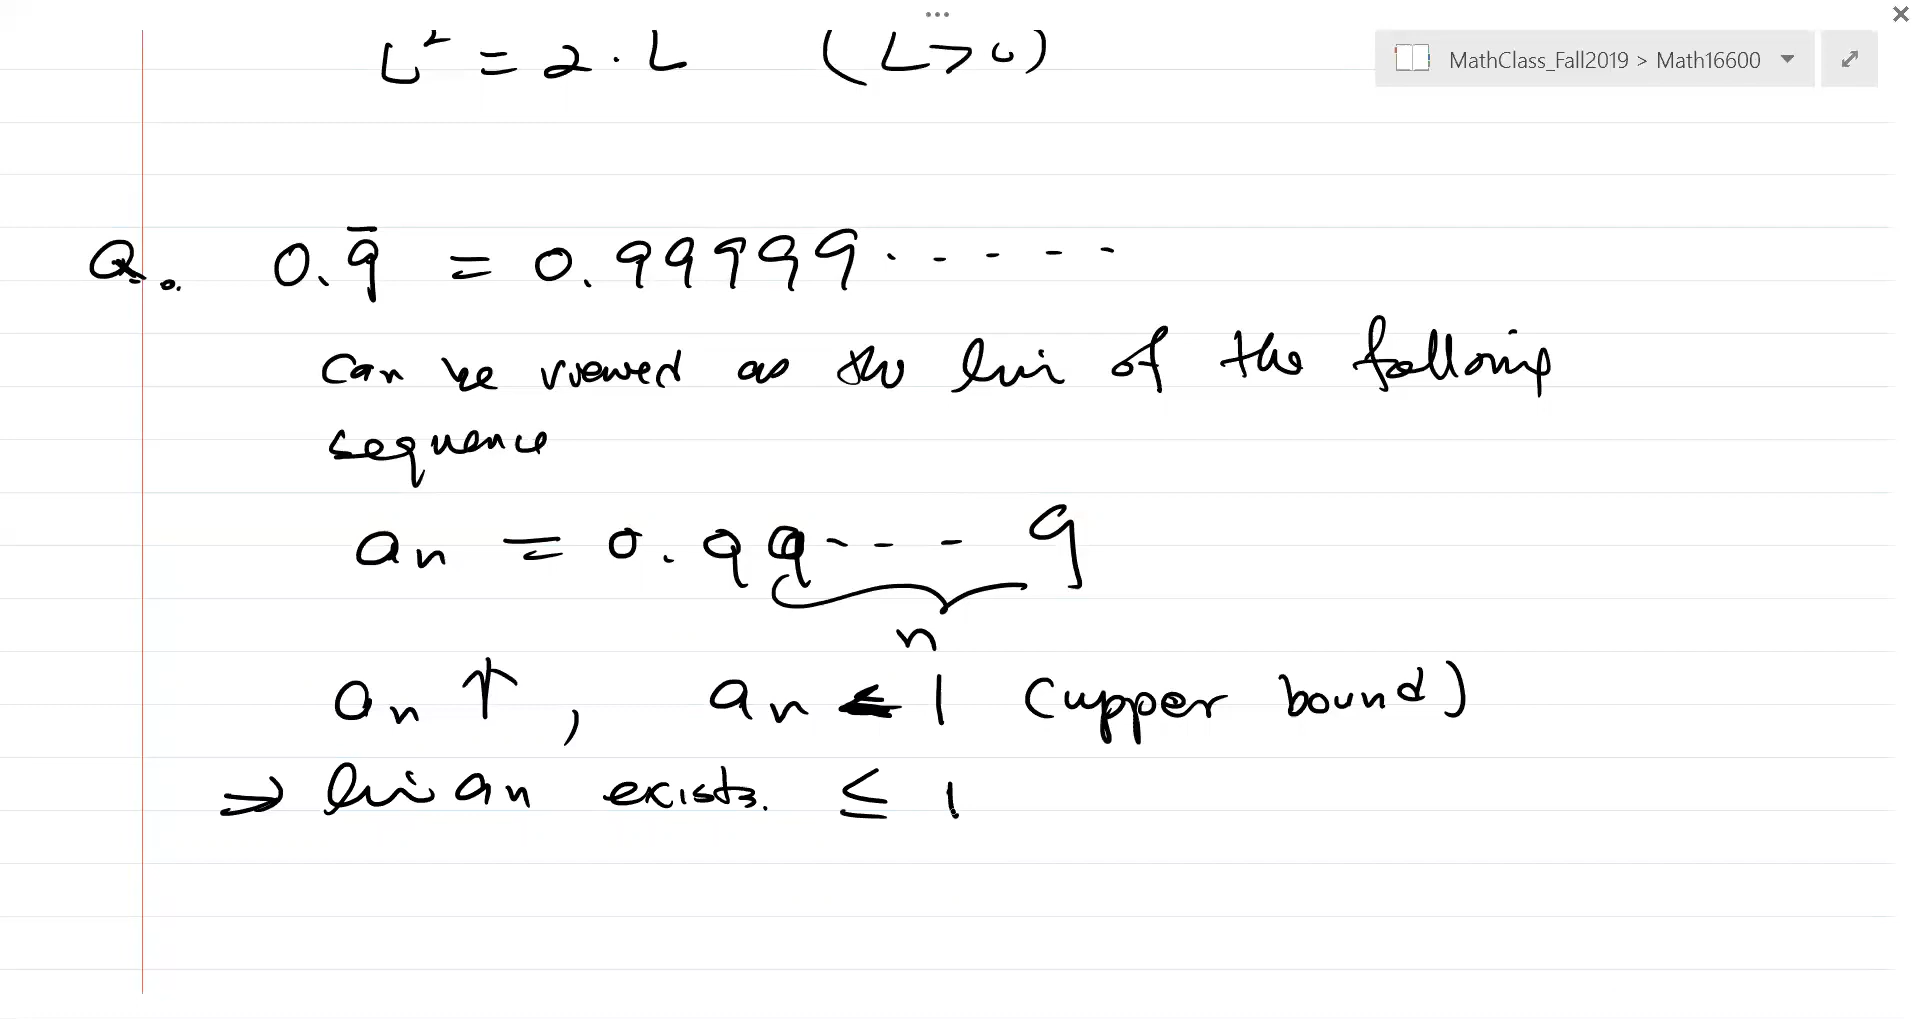 MathClass_Fall2019 > Math16600
L² = 2 · L (L>0)
Q. 0.9̄ = 0.99999.....
can be viewed as the lim of the following
sequence
an = 0.99--- 9
n
an ↑, an ≤ 1 (upper bound)
⇒ lim an exists. ≤ 1